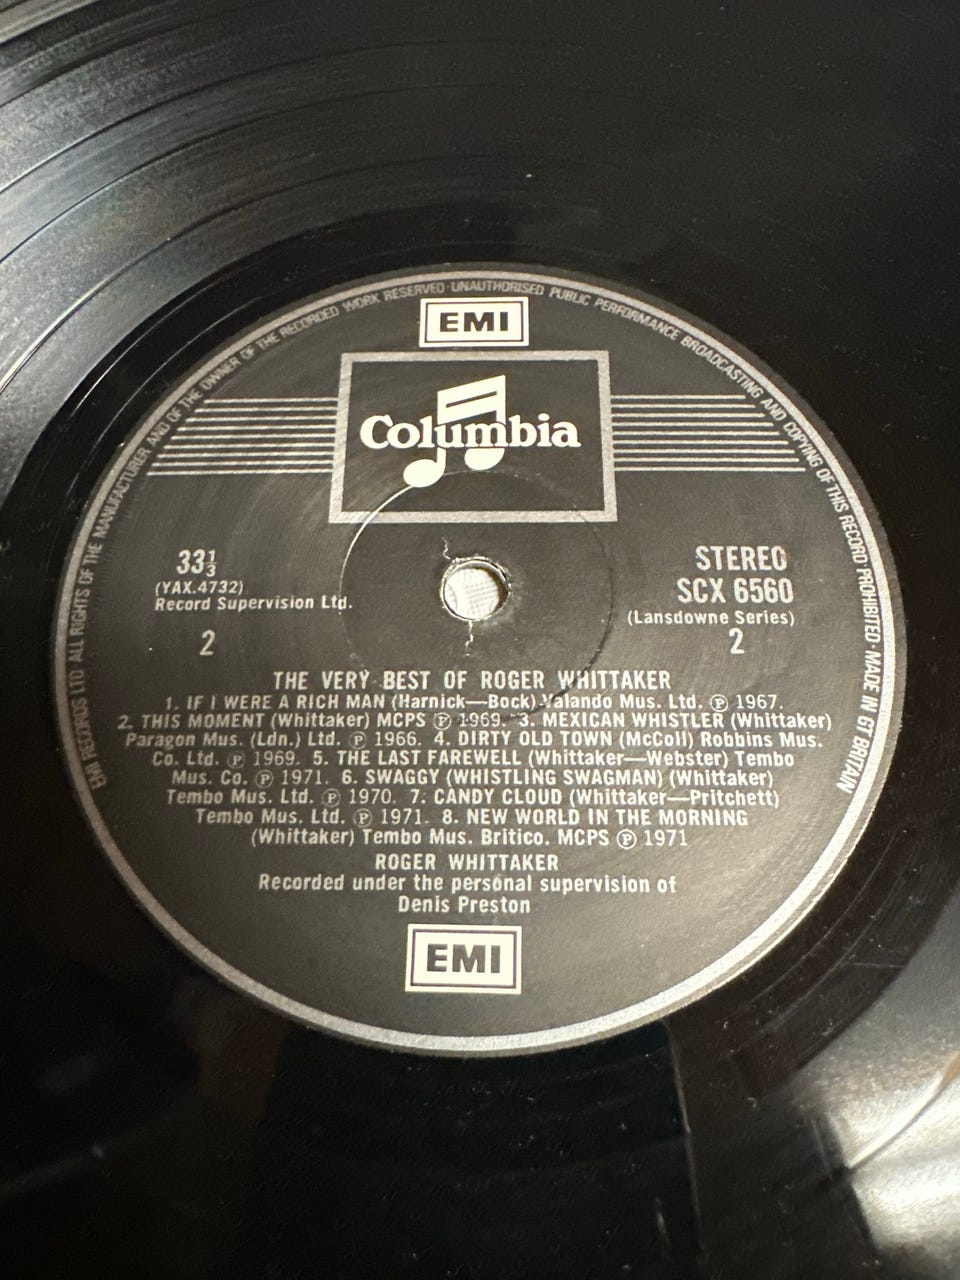 EMI RECORDS LTD ALL RIGHTS OF THE MANUFACTURER AND OF THE OWNER OF THE RECORDED WORK RESERVED · UNAUTHORISED PUBLIC PERFORMANCE BROADCASTING AND COPYING OF THIS RECORD PROHIBITED · MADE IN GT BRITAIN
EMI
Columbia
33⅓
(YAX.4732)
Record Supervision Ltd.
2
STEREO
SCX 6560
(Lansdowne Series)
2
THE VERY BEST OF ROGER WHITTAKER
1. IF I WERE A RICH MAN (Harnick—Bock) Valando Mus. Ltd. ℗ 1967.
2. THIS MOMENT (Whittaker) MCPS ℗ 1969. 3. MEXICAN WHISTLER (Whittaker)
Paragon Mus. (Ldn.) Ltd. ℗ 1966. 4. DIRTY OLD TOWN (McColl) Robbins Mus.
Co. Ltd. ℗ 1969. 5. THE LAST FAREWELL (Whittaker—Webster) Tembo
Mus. Co. ℗ 1971. 6. SWAGGY (WHISTLING SWAGMAN) (Whittaker)
Tembo Mus. Ltd. ℗ 1970. 7: CANDY CLOUD (Whittaker—Pritchett)
Tembo Mus. Ltd. ℗ 1971. 8. NEW WORLD IN THE MORNING
(Whittaker) Tembo Mus. Britico. MCPS ℗ 1971
ROGER WHITTAKER
Recorded under the personal supervision of
Denis Preston
EMI